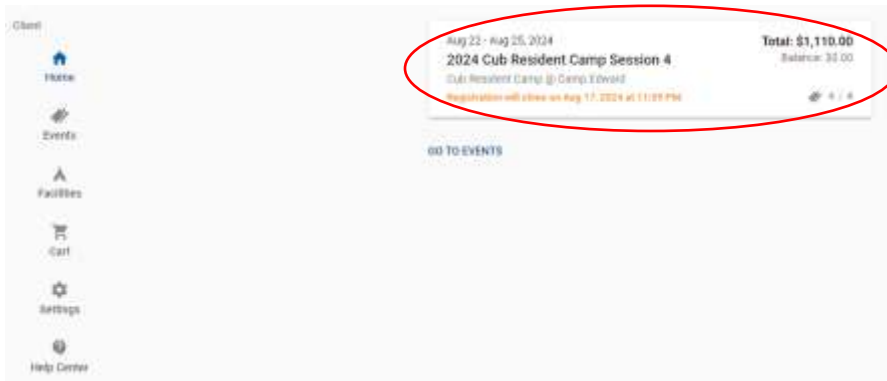 Client
Home
Events
Facilities
Cart
Settings
Help Center
Aug 22 - Aug 25, 2024
2024 Cub Resident Camp Session 4
Cub Resident Camp @ Camp Edward
Registration will close on Aug 17, 2024 at 11:59 PM
Total: $1,110.00
Balance: $0.00
4 / 4
GO TO EVENTS